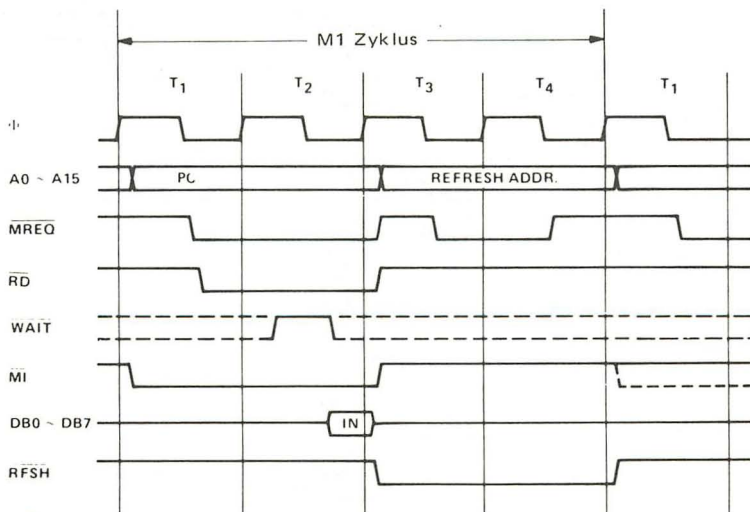 M1 Zyklus
T1 T2 T3 T4 T1
Φ
A0 ~ A15 PC REFRESH ADDR.
MREQ
RD
WAIT
MI
DB0 ~ DB7 IN
RFSH